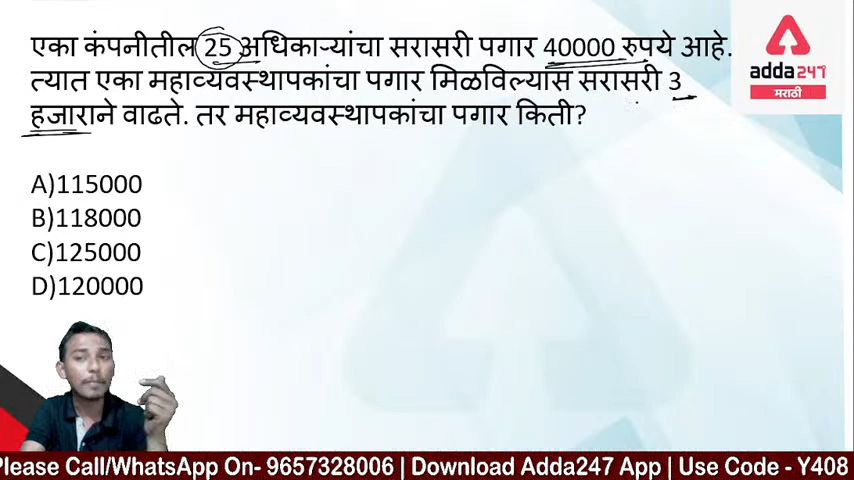 एका कंपनीतील 25 अधिकाऱ्यांचा सरासरी पगार 40000 रुपये आहे.
त्यात एका महाव्यवस्थापकांचा पगार मिळविल्यास सरासरी 3
हजाराने वाढते. तर महाव्यवस्थापकांचा पगार किती?
adda247
मराठी
A)115000
B)118000
C)125000
D)120000
Please Call/WhatsApp On- 9657328006 | Download Adda247 App | Use Code - Y408